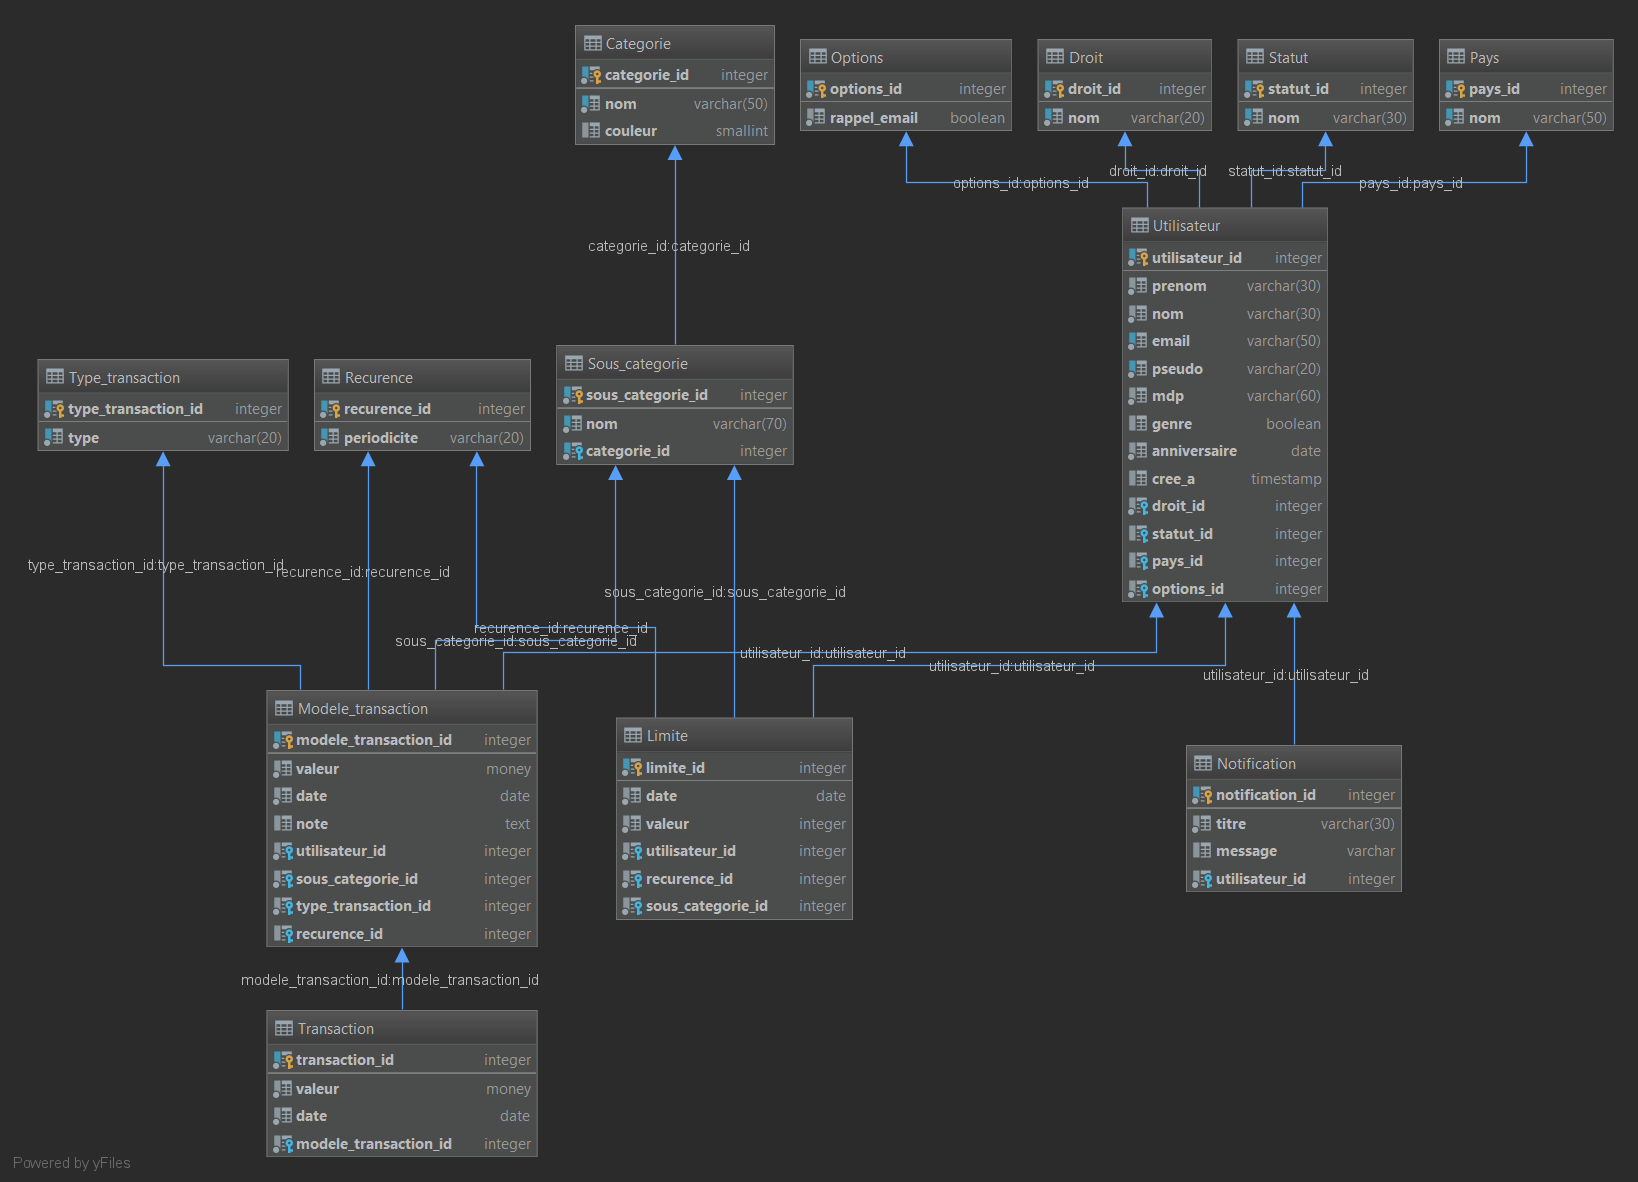 Categorie
categorie_id integer
nom varchar(50)
couleur smallint
Options
options_id integer
rappel_email boolean
Droit
droit_id integer
nom varchar(20)
Statut
statut_id integer
nom varchar(30)
Pays
pays_id integer
nom varchar(50)
options_id:options_id
droit_id:droit_id
statut_id:statut_id
pays_id:pays_id
categorie_id:categorie_id
Utilisateur
utilisateur_id integer
prenom varchar(30)
nom varchar(30)
email varchar(50)
pseudo varchar(20)
mdp varchar(60)
genre boolean
anniversaire date
cree_a timestamp
droit_id integer
statut_id integer
pays_id integer
options_id integer
Type_transaction
type_transaction_id integer
type varchar(20)
Recurence
recurence_id integer
periodicite varchar(20)
Sous_categorie
sous_categorie_id integer
nom varchar(70)
categorie_id integer
type_transaction_id:type_transaction_id
recurence_id:recurence_id
sous_categorie_id:sous_categorie_id
recurence_id:recurence_id
sous_categorie_id:sous_categorie_id
utilisateur_id:utilisateur_id
utilisateur_id:utilisateur_id
utilisateur_id:utilisateur_id
Modele_transaction
modele_transaction_id integer
valeur money
date date
note text
utilisateur_id integer
sous_categorie_id integer
type_transaction_id integer
recurence_id integer
Limite
limite_id integer
date date
valeur integer
utilisateur_id integer
recurence_id integer
sous_categorie_id integer
Notification
notification_id integer
titre varchar(30)
message varchar
utilisateur_id integer
modele_transaction_id:modele_transaction_id
Transaction
transaction_id integer
valeur money
date date
modele_transaction_id integer
Powered by yFiles